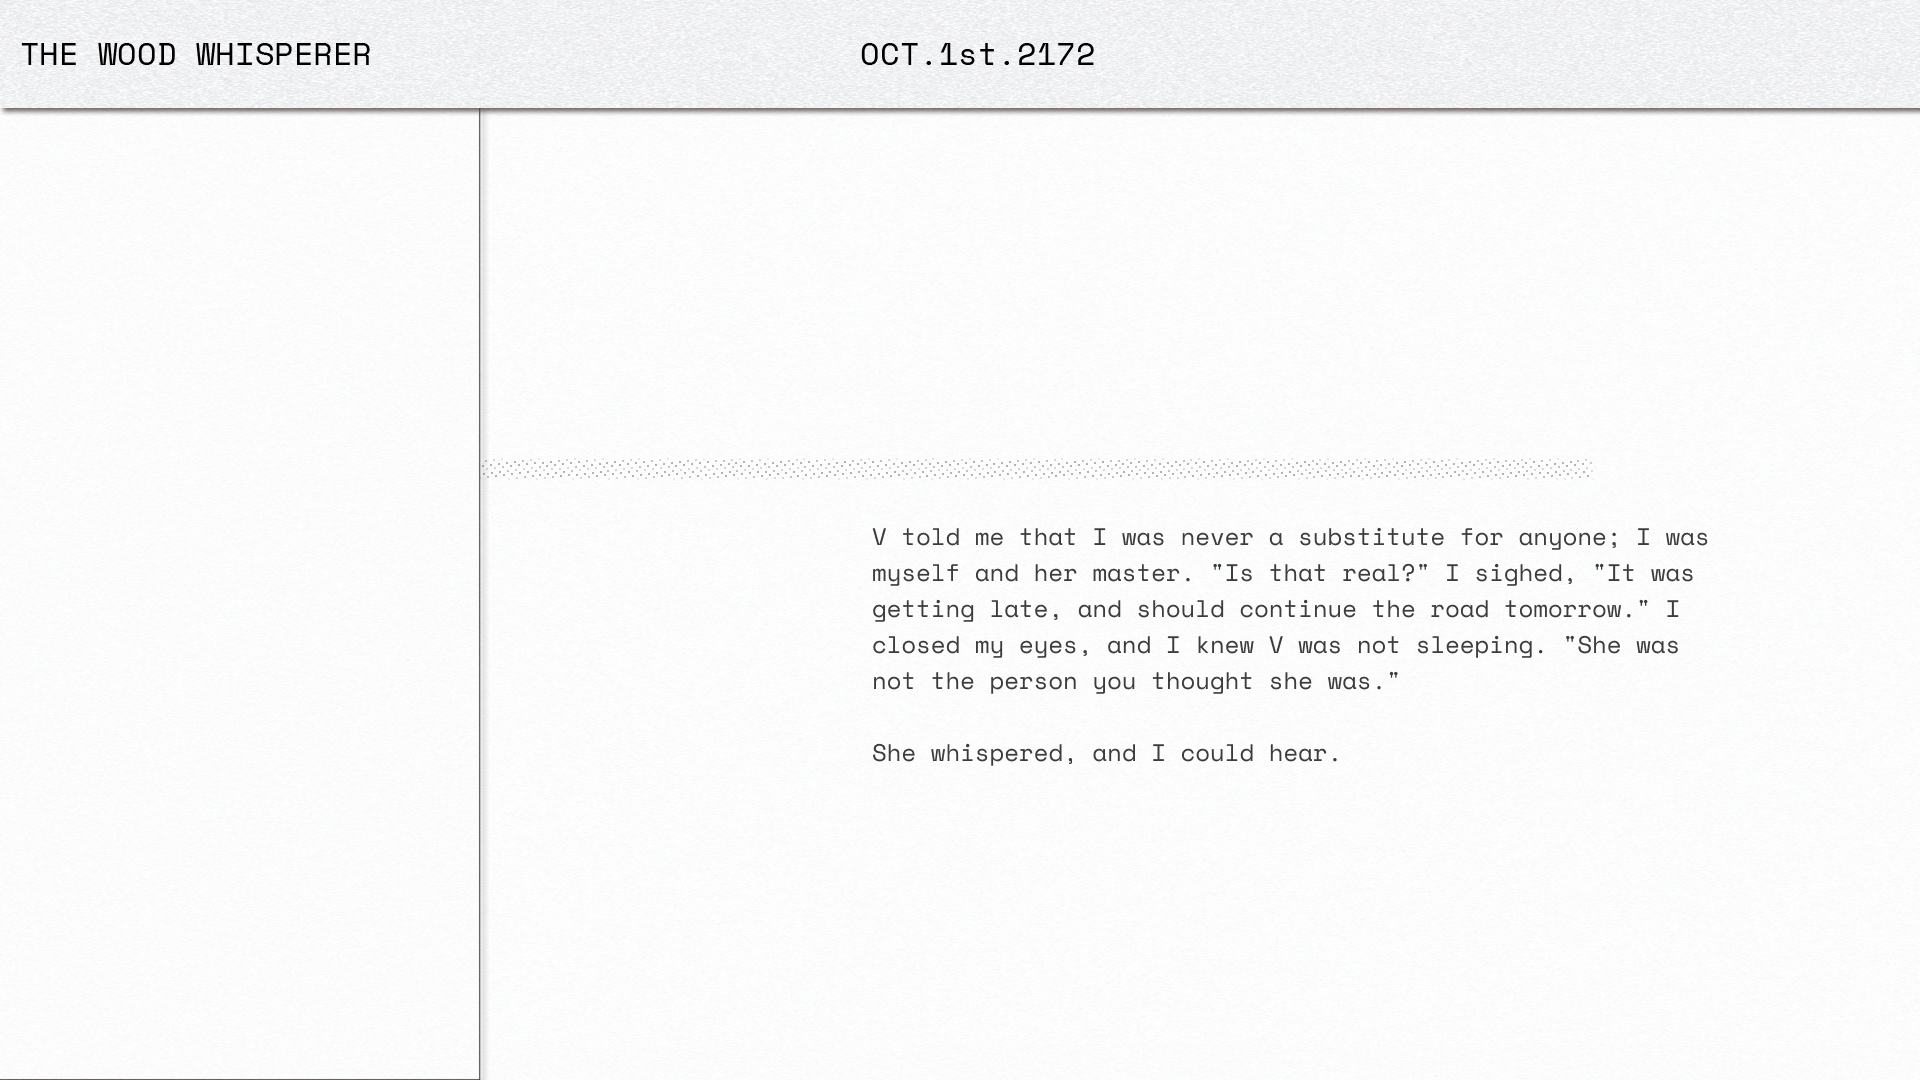 THE WOOD WHISPERER
OCT.1st.2172
V told me that I was never a substitute for anyone; I was
myself and her master. "Is that real?" I sighed, "It was
getting late, and should continue the road tomorrow." I
closed my eyes, and I knew V was not sleeping. "She was
not the person you thought she was."
She whispered, and I could hear.